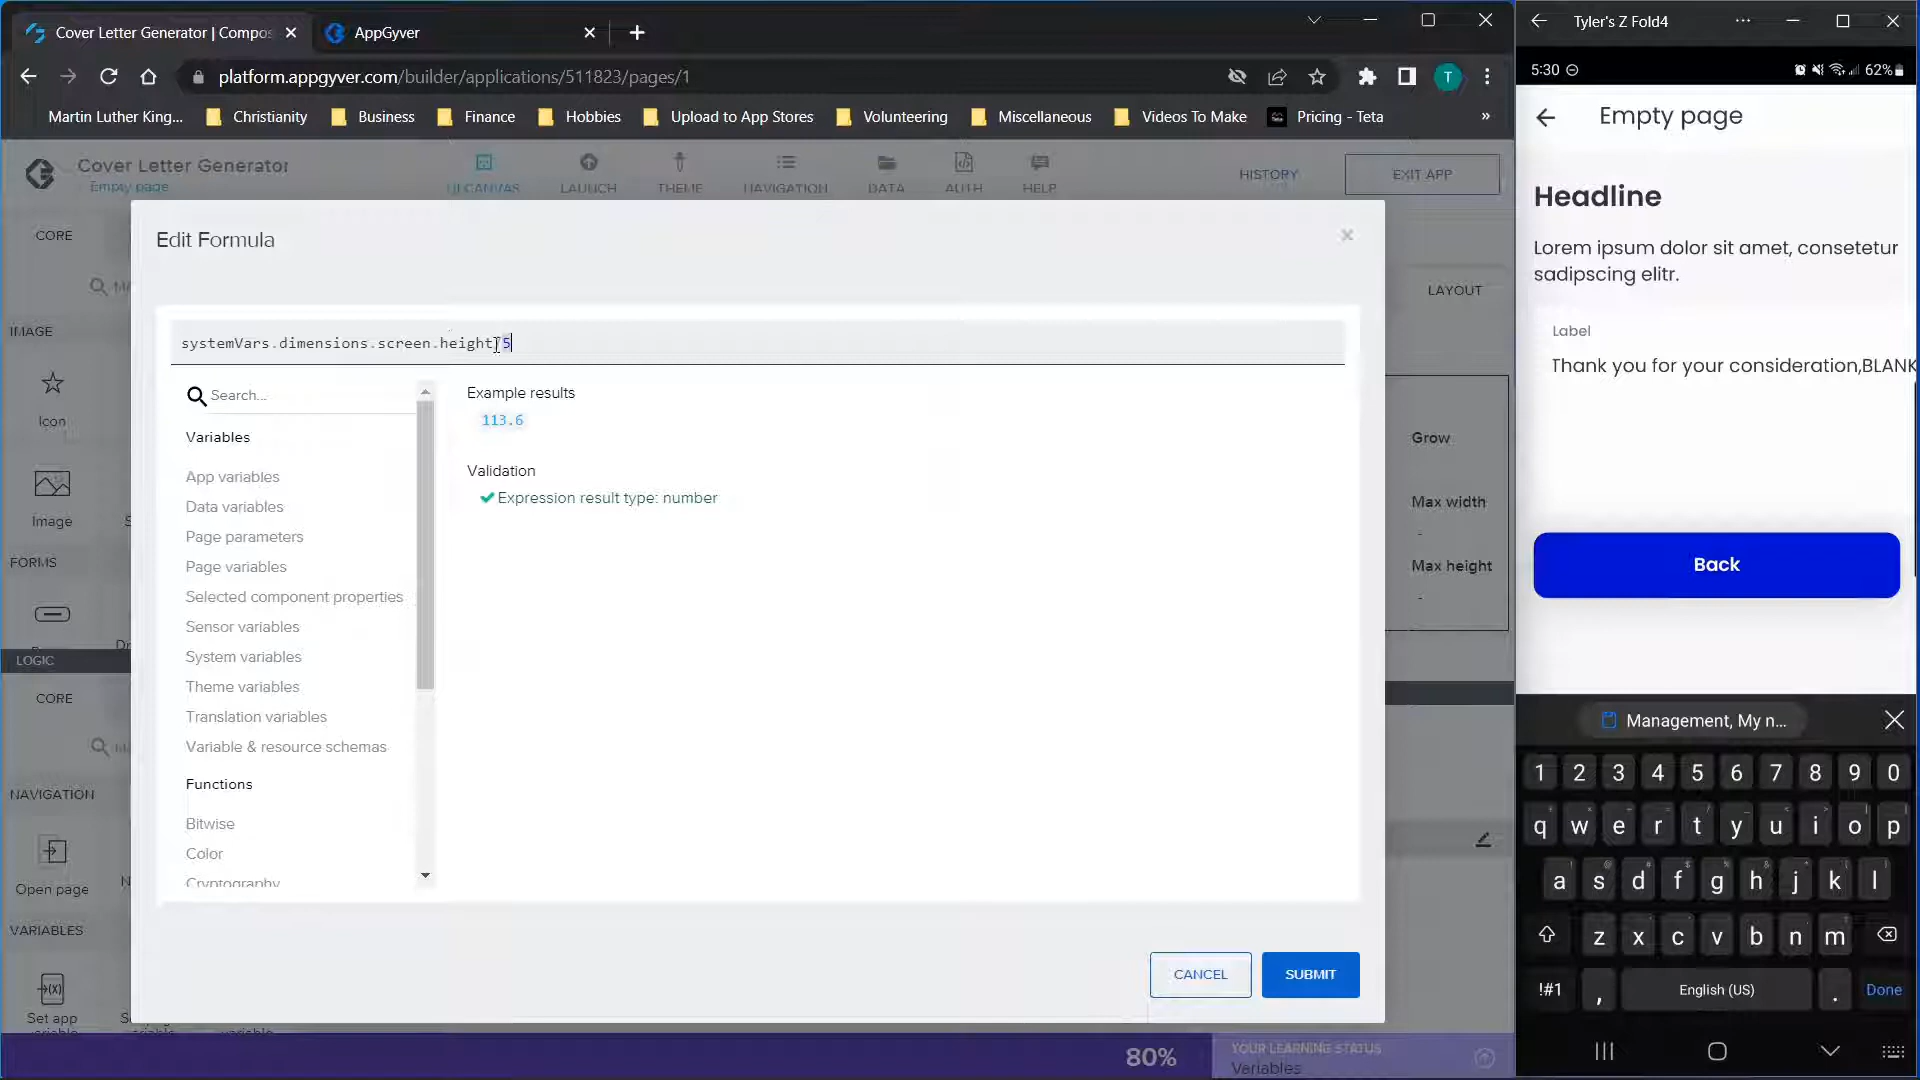 Cover Letter Generator | Compos
AppGyver
platform.appgyver.com/builder/applications/511823/pages/1
T
Martin Luther King...
Christianity
Business
Finance
Hobbies
Upload to App Stores
Volunteering
Miscellaneous
Videos To Make
Pricing - Teta
»
Cover Letter Generator
Empty page
UI CANVAS
LAUNCH
THEME
NAVIGATION
DATA
AUTH
HELP
HISTORY
EXIT APP
CORE
IMAGE
Icon
Image
FORMS
LOGIC
CORE
NAVIGATION
Open page
VARIABLES
Set app
variable
variable
LAYOUT
Grow
Max width
-
Max height
-
Edit Formula
systemVars.dimensions.screen.height/5
Search...
Variables
App variables
Data variables
Page parameters
Page variables
Selected component properties
Sensor variables
System variables
Theme variables
Translation variables
Variable & resource schemas
Functions
Bitwise
Color
Cryptography
Example results
113.6
Validation
Expression result type: number
CANCEL
SUBMIT
80%
YOUR LEARNING STATUS
Variables
Tyler's Z Fold4
5:30
62%
Empty page
Headline
Lorem ipsum dolor sit amet, consetetur
sadipscing elitr.
Label
Thank you for your consideration,BLANK
Back
Management, My n...
1 2 3 4 5 6 7 8 9 0
q w e r t y u i o p
a s d f g h j k l
z x c v b n m
!#1 , English (US) . Done